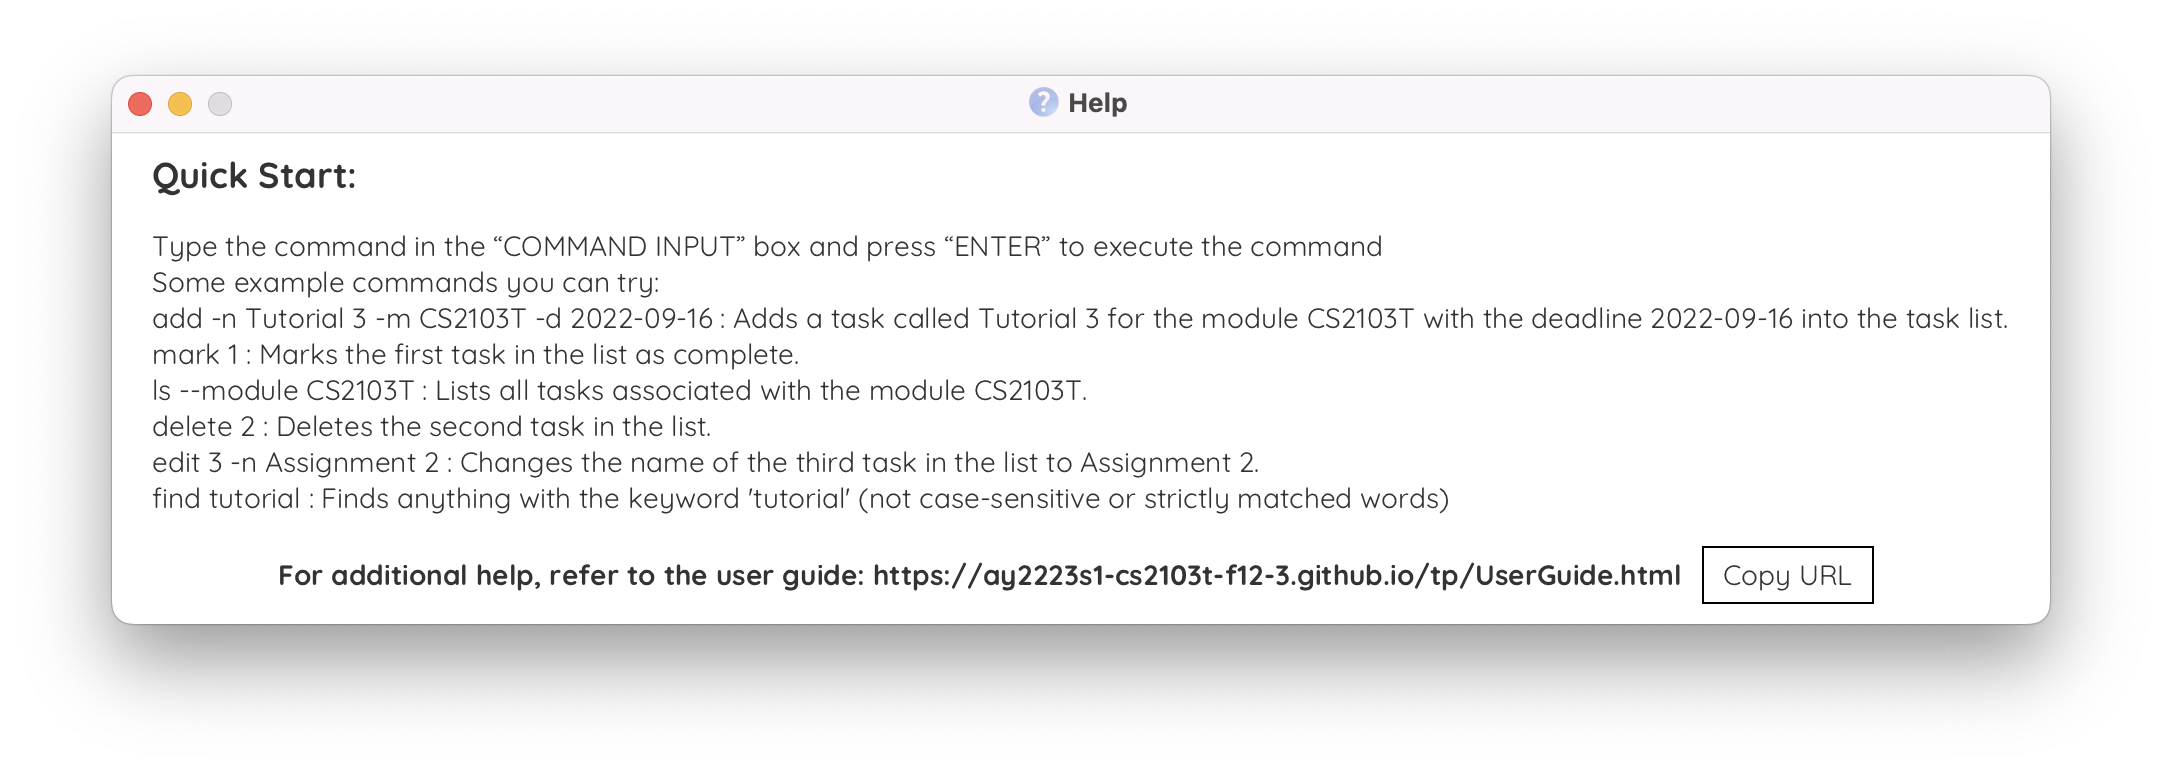 Help
Quick Start:
Type the command in the “COMMAND INPUT” box and press “ENTER” to execute the command
Some example commands you can try:
add -n Tutorial 3 -m CS2103T -d 2022-09-16 : Adds a task called Tutorial 3 for the module CS2103T with the deadline 2022-09-16 into the task list.
mark 1 : Marks the first task in the list as complete.
ls --module CS2103T : Lists all tasks associated with the module CS2103T.
delete 2 : Deletes the second task in the list.
edit 3 -n Assignment 2 : Changes the name of the third task in the list to Assignment 2.
find tutorial : Finds anything with the keyword 'tutorial' (not case-sensitive or strictly matched words)
For additional help, refer to the user guide: https://ay2223s1-cs2103t-f12-3.github.io/tp/UserGuide.html Copy URL